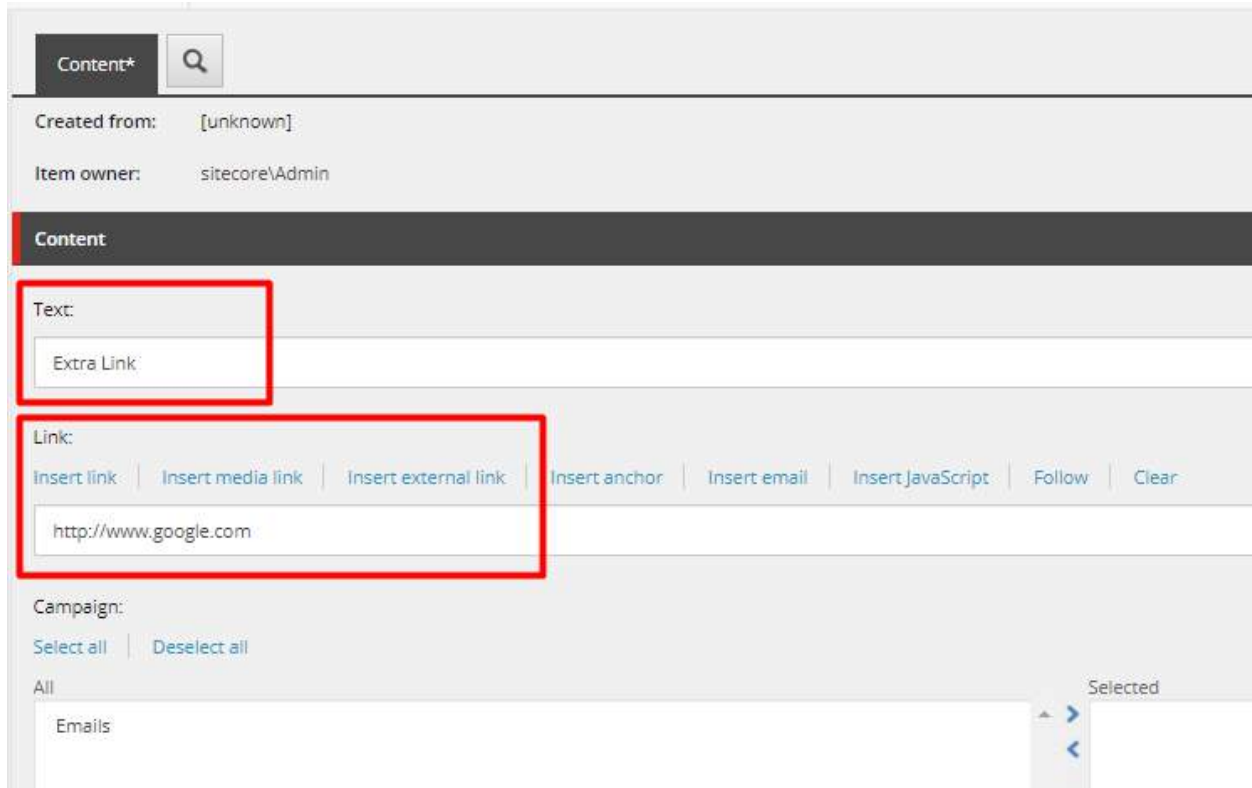 Content*
Created from: [unknown]
Item owner: sitecore\Admin
Content
Text:
Extra Link
Link:
Insert link Insert media link Insert external link Insert anchor Insert email Insert JavaScript Follow Clear
http://www.google.com
Campaign:
Select all Deselect all
All Selected
Emails